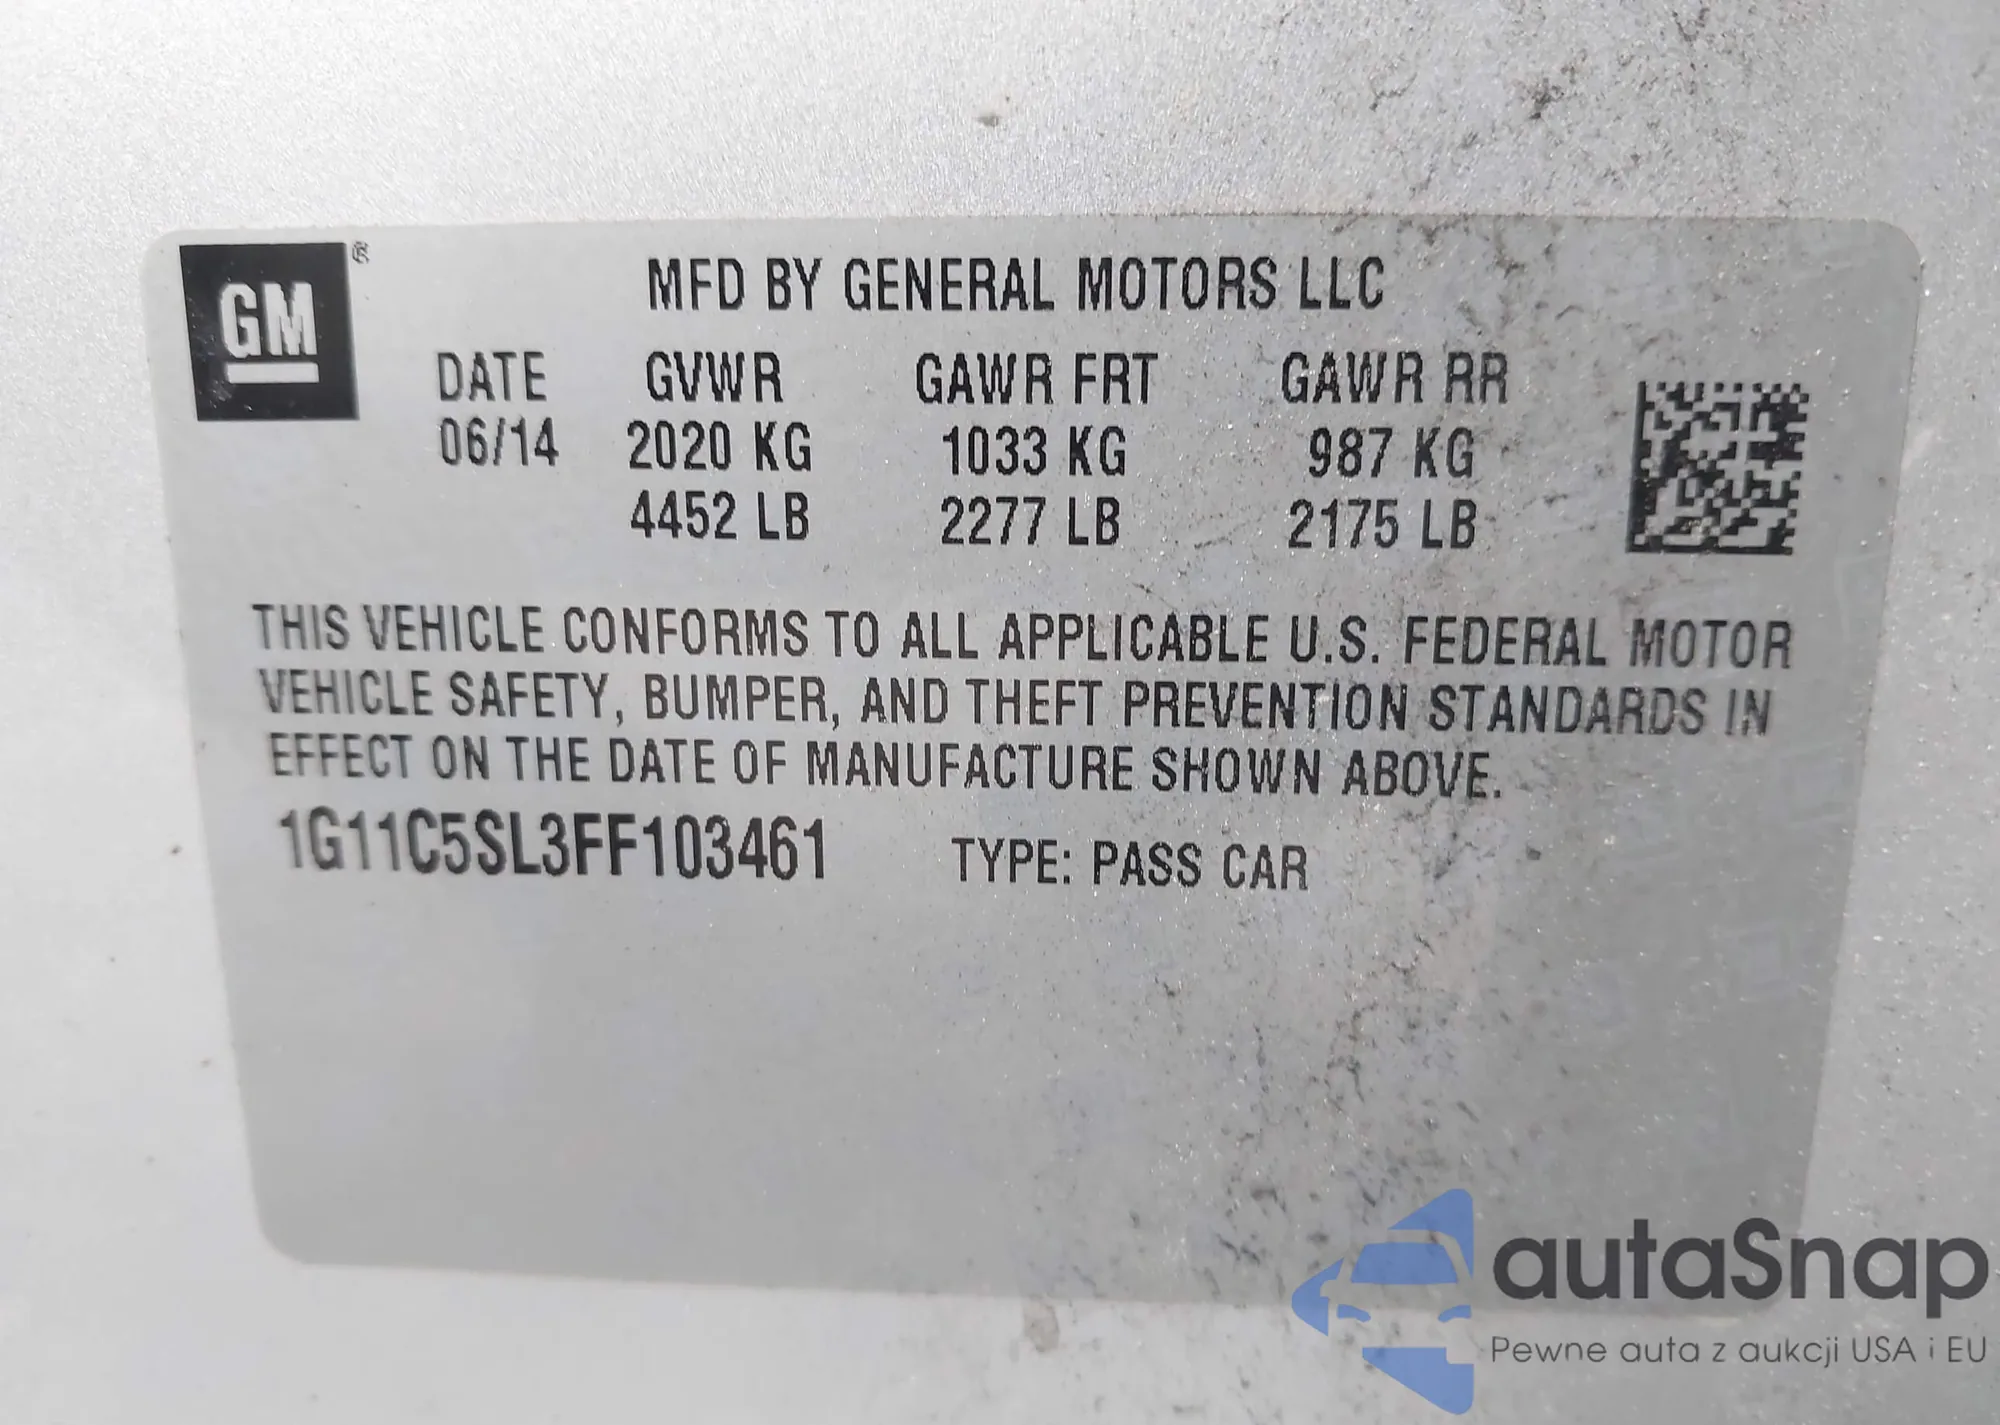 GM ®
MFD BY GENERAL MOTORS LLC
DATE GVWR GAWR FRT GAWR RR
06/14 2020 KG 1033 KG 987 KG
4452 LB 2277 LB 2175 LB
THIS VEHICLE CONFORMS TO ALL APPLICABLE U.S. FEDERAL MOTOR
VEHICLE SAFETY, BUMPER, AND THEFT PREVENTION STANDARDS IN
EFFECT ON THE DATE OF MANUFACTURE SHOWN ABOVE.
1G11C5SL3FF103461 TYPE: PASS CAR
autaSnap
Pewne auta z aukcji USA i EU